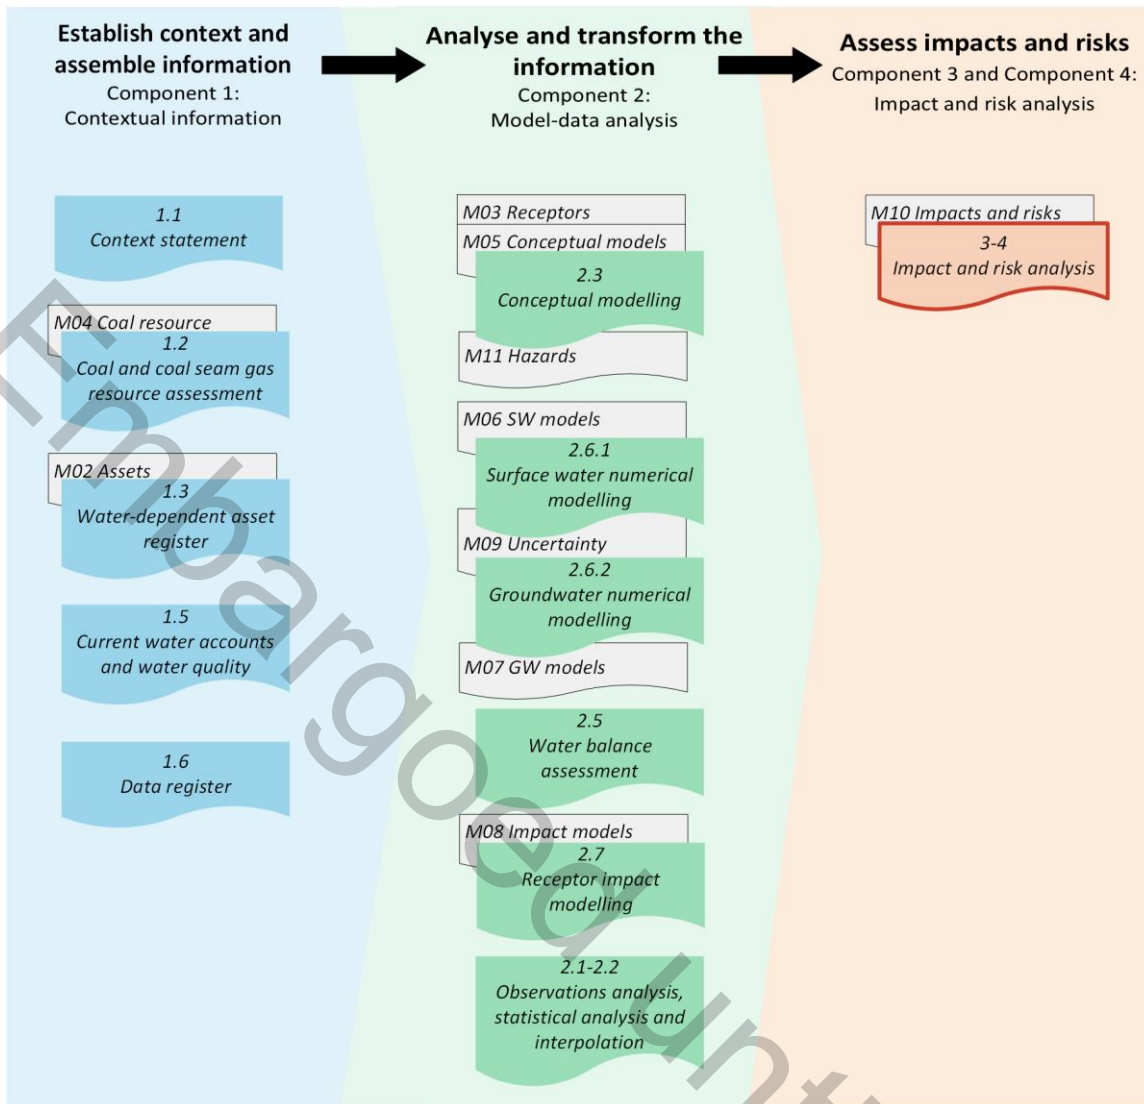 Establish context and
assemble information
Component 1:
Contextual information
Analyse and transform the
information
Component 2:
Model-data analysis
Assess impacts and risks
Component 3 and Component 4:
Impact and risk analysis
1.1
Context statement
M04 Coal resource
1.2
Coal and coal seam gas
resource assessment
M02 Assets
1.3
Water-dependent asset
register
1.5
Current water accounts
and water quality
1.6
Data register
M03 Receptors
M05 Conceptual models
2.3
Conceptual modelling
M11 Hazards
M06 SW models
2.6.1
Surface water numerical
modelling
M09 Uncertainty
2.6.2
Groundwater numerical
modelling
M07 GW models
2.5
Water balance
assessment
M08 Impact models
2.7
Receptor impact
modelling
2.1-2.2
Observations analysis,
statistical analysis and
interpolation
M10 Impacts and risks
3-4
Impact and risk analysis
Embargoed unti